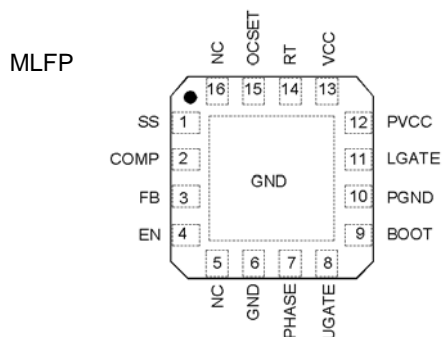 MLFP
NC
OCSET
RT
VCC
16
15
14
13
SS
1
12
PVCC
COMP
2
11
LGATE
GND
FB
3
10
PGND
EN
4
9
BOOT
5
6
7
8
NC
GND
PHASE
UGATE